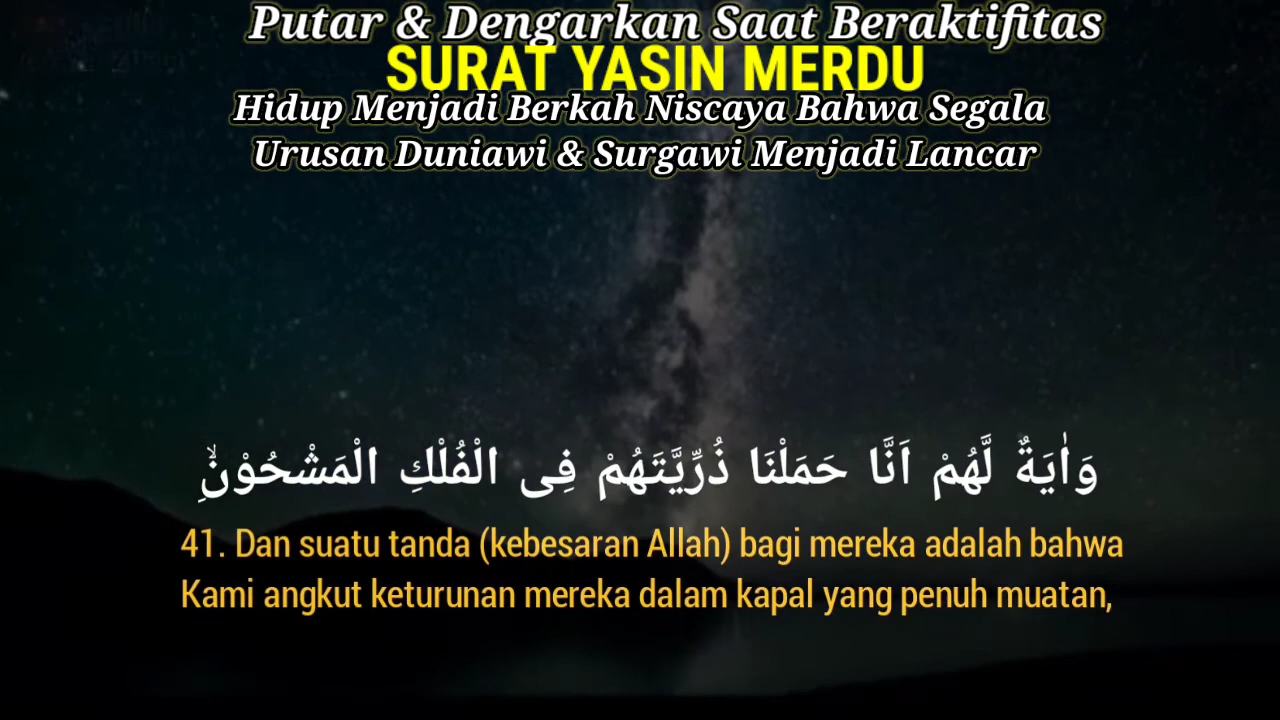 Putar & Dengarkan Saat Beraktifitas
SURAT YASIN MERDU
Hidup Menjadi Berkah Niscaya Bahwa Segala
Urusan Duniawi & Surgawi Menjadi Lancar
وَاٰيَةٌ لَّهُمْ اَنَّا حَمَلْنَا ذُرِّيَّتَهُمْ فِى الْفُلْكِ الْمَشْحُوْنِۙ
41. Dan suatu tanda (kebesaran Allah) bagi mereka adalah bahwa
Kami angkut keturunan mereka dalam kapal yang penuh muatan,